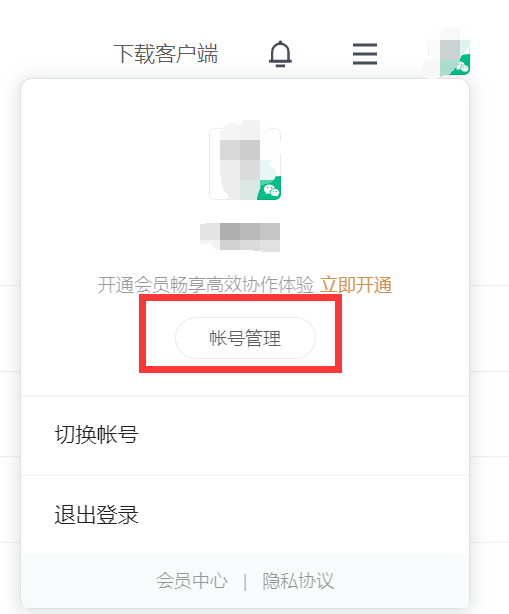 下载客户端
开通会员畅享高效协作体验 立即开通
帐号管理
切换帐号
退出登录
会员中心 | 隐私协议